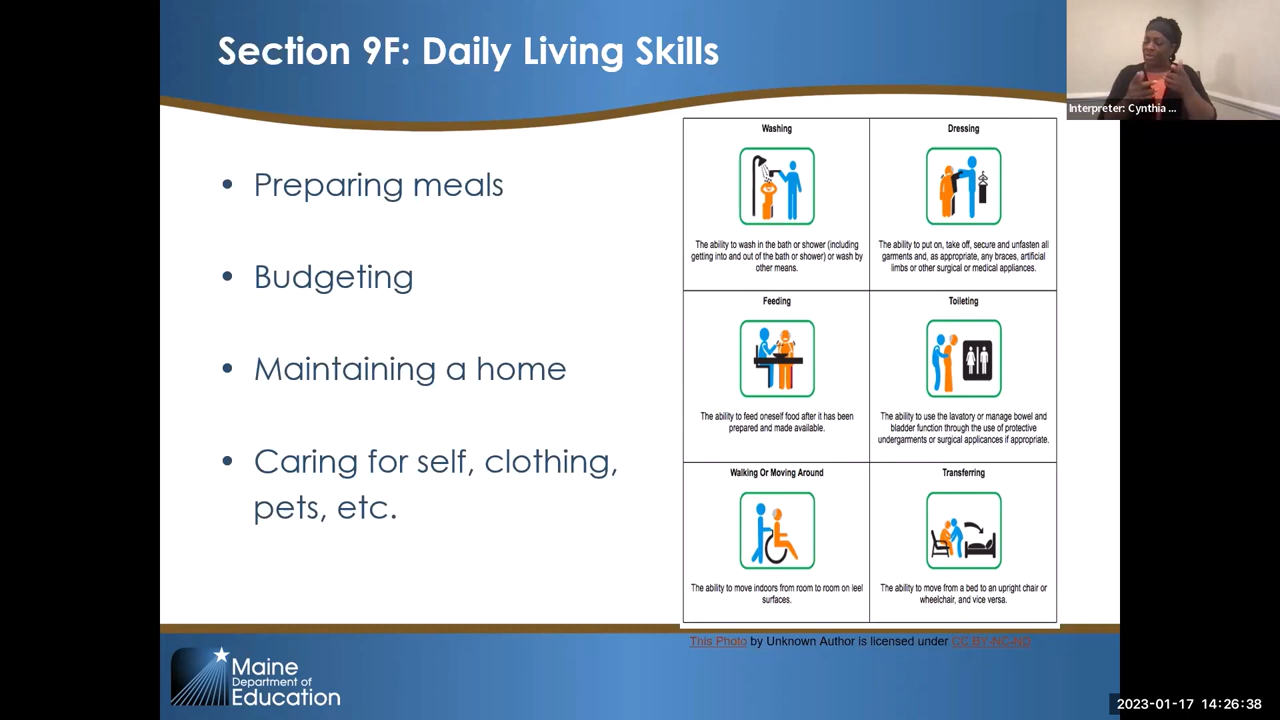 Section 9F: Daily Living Skills
Interpreter: Cynthia ...
• Preparing meals
• Budgeting
• Maintaining a home
• Caring for self, clothing,
pets, etc.
Washing
The ability to wash in the bath or shower (including
getting into and out of the bath or shower) or wash by
other means.
Dressing
The ability to put on, take off, secure and unfasten all
garments and, as appropriate, any braces, artificial
limbs or other surgical or medical appliances.
Feeding
The ability to feed oneself food after it has been
prepared and made available.
Toileting
The ability to use the lavatory or manage bowel and
bladder function through the use of protective
undergarments or surgical applicances if appropriate.
Walking Or Moving Around
The ability to move indoors from room to room on leel
surfaces.
Transferring
The ability to move from a bed to an upright chair or
wheelchair, and vice versa.
This Photo by Unknown Author is licensed under CC BY-NC-ND
Maine
Department of
Education
2023-01-17 14:26:38